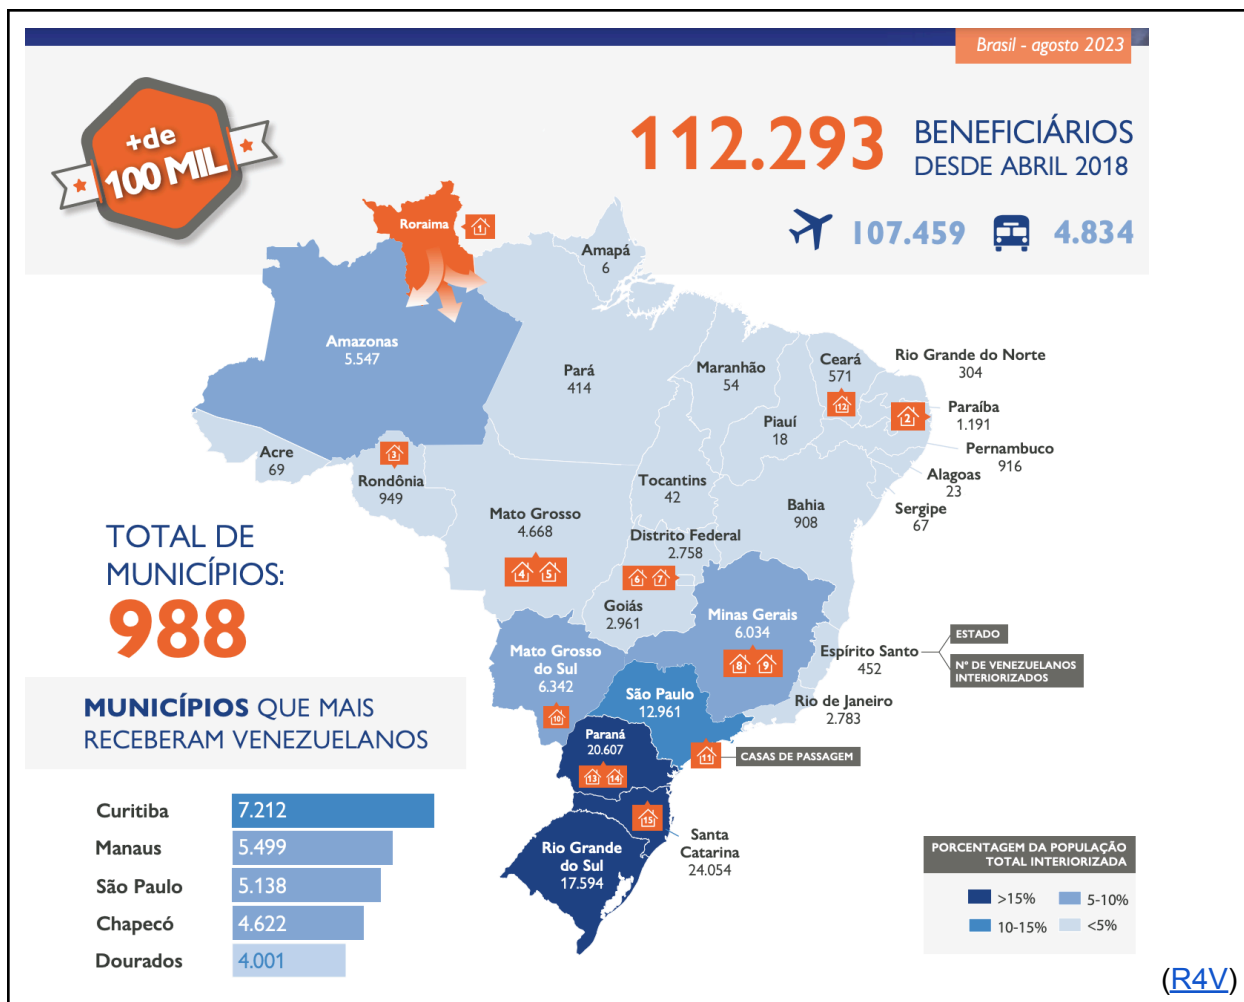 Brasil - agosto 2023
+de
100 MIL
112.293
BENEFICIÁRIOS
DESDE ABRIL 2018
107.459
4.834
Roraima
1
Amapá
6
Amazonas
5.547
Pará
414
Maranhão
54
Ceará
571
12
Rio Grande do Norte
304
2
Paraíba
1.191
Piauí
18
Pernambuco
916
Acre
69
3
Rondônia
949
Alagoas
23
Tocantins
42
Bahia
908
Sergipe
67
Mato Grosso
4.668
4 5
Distrito Federal
2.758
6 7
Goiás
2.961
TOTAL DE
MUNICÍPIOS:
988
Minas Gerais
6.034
8 9
ESTADO
Nº DE VENEZUELANOS
INTERIORIZADOS
Espírito Santo
452
Mato Grosso
do Sul
6.342
10
São Paulo
12.961
Rio de Janeiro
2.783
11
CASAS DE PASSAGEM
Paraná
20.607
13 14
15
Santa
Catarina
24.054
Rio Grande
do Sul
17.594
MUNICÍPIOS QUE MAIS
RECEBERAM VENEZUELANOS
Curitiba 7.212
Manaus 5.499
São Paulo 5.138
Chapecó 4.622
Dourados 4.001
PORCENTAGEM DA POPULAÇÃO
TOTAL INTERIORIZADA
>15% 5-10%
10-15% <5%
(R4V)